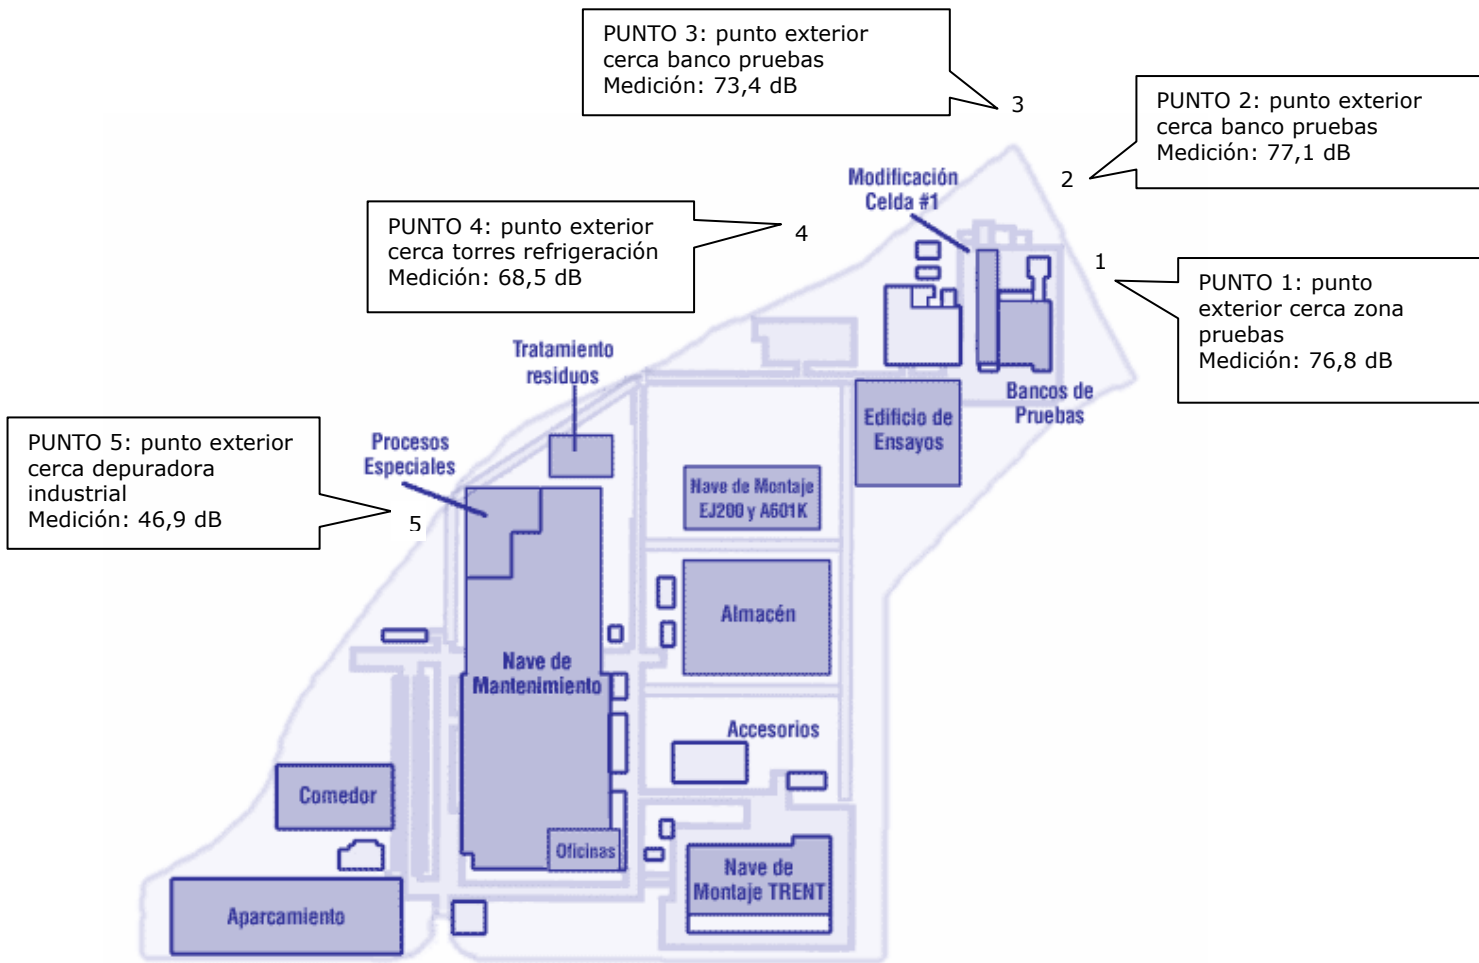 PUNTO 3: punto exterior
cerca banco pruebas
Medición: 73,4 dB
3
PUNTO 2: punto exterior
cerca banco pruebas
Medición: 77,1 dB
2
Modificación
Celda #1
PUNTO 4: punto exterior
cerca torres refrigeración
Medición: 68,5 dB
4
1
PUNTO 1: punto
exterior cerca zona
pruebas
Medición: 76,8 dB
Tratamiento
residuos
Bancos de
Pruebas
Edificio de
Ensayos
PUNTO 5: punto exterior
cerca depuradora
industrial
Medición: 46,9 dB
5
Procesos
Especiales
Nave de Montaje
EJ200 y A601K
Almacén
Nave de
Mantenimiento
Accesorios
Comedor
Oficinas
Nave de
Montaje TRENT
Aparcamiento